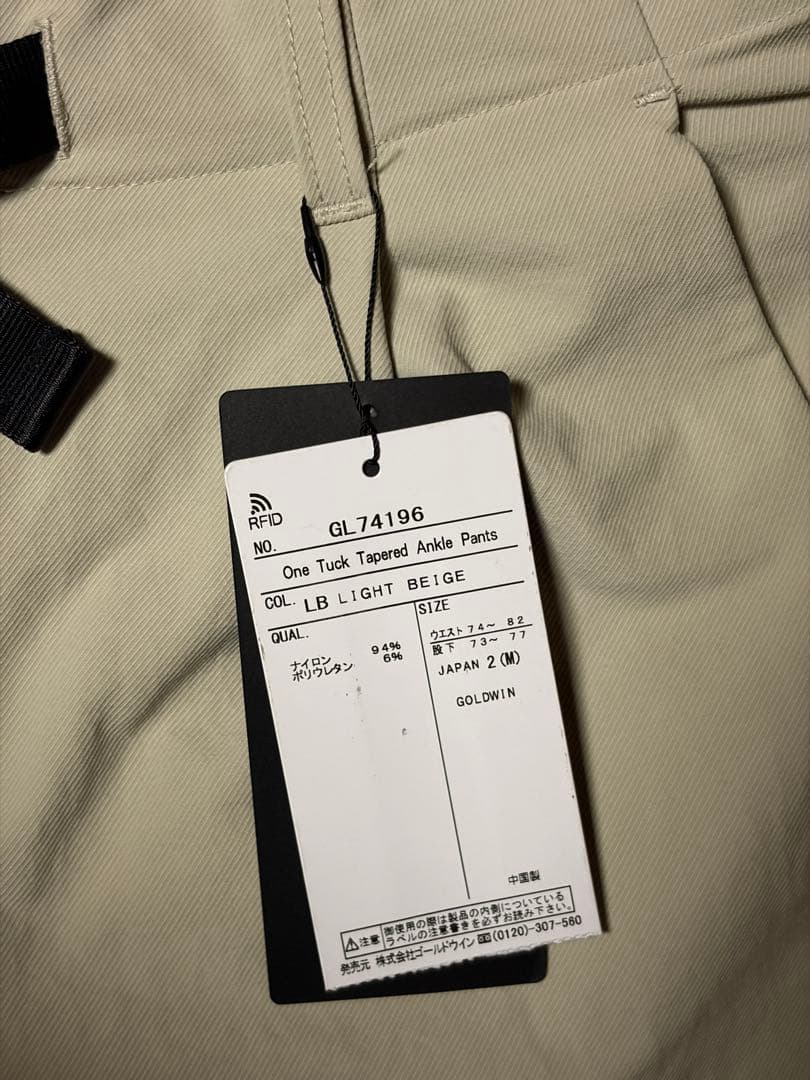 RFID
NO. GL74196
One Tuck Tapered Ankle Pants
COL. LB LIGHT BEIGE
QUAL.
ナイロン 94%
ポリウレタン 6%
SIZE
ウエスト 74～ 82
股下 73～ 77
JAPAN 2(M)
GOLDWIN
中国製
注意 御使用の際は製品の内側についている
ラベルの注意書きを必ずお読み下さい。
発売元 株式会社ゴールドウイン (0120)-307-560